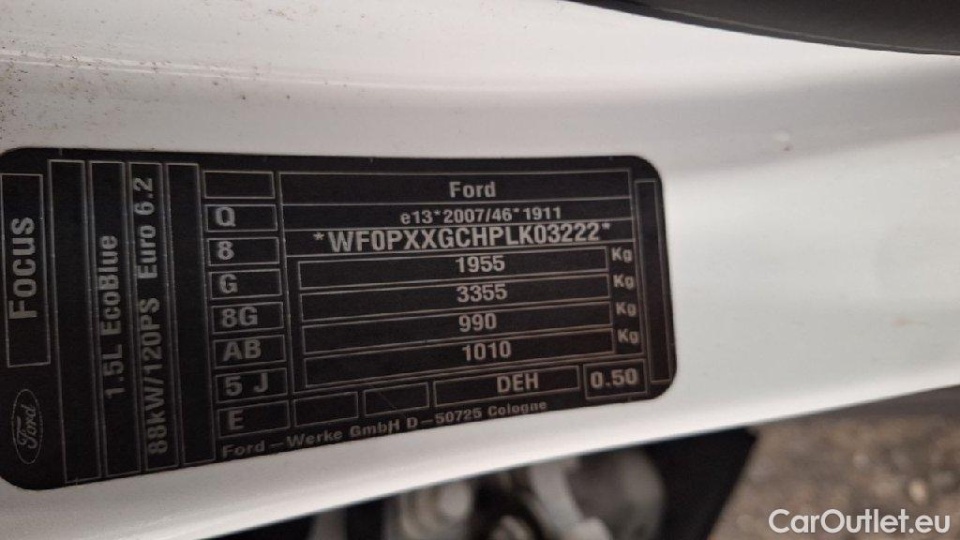 Ford
e13*2007/46*1911
*WF0PXXGCHPLK03222*
1955 Kg
3355 Kg
990 Kg
1010 Kg
DEH 0.50
Q
8
G
8G
AB
5 J
E
Ford-Werke GmbH D-50725 Cologne
Focus
1.5L EcoBlue
88kW/120PS Euro 6.2
Ford
CarOutlet.eu